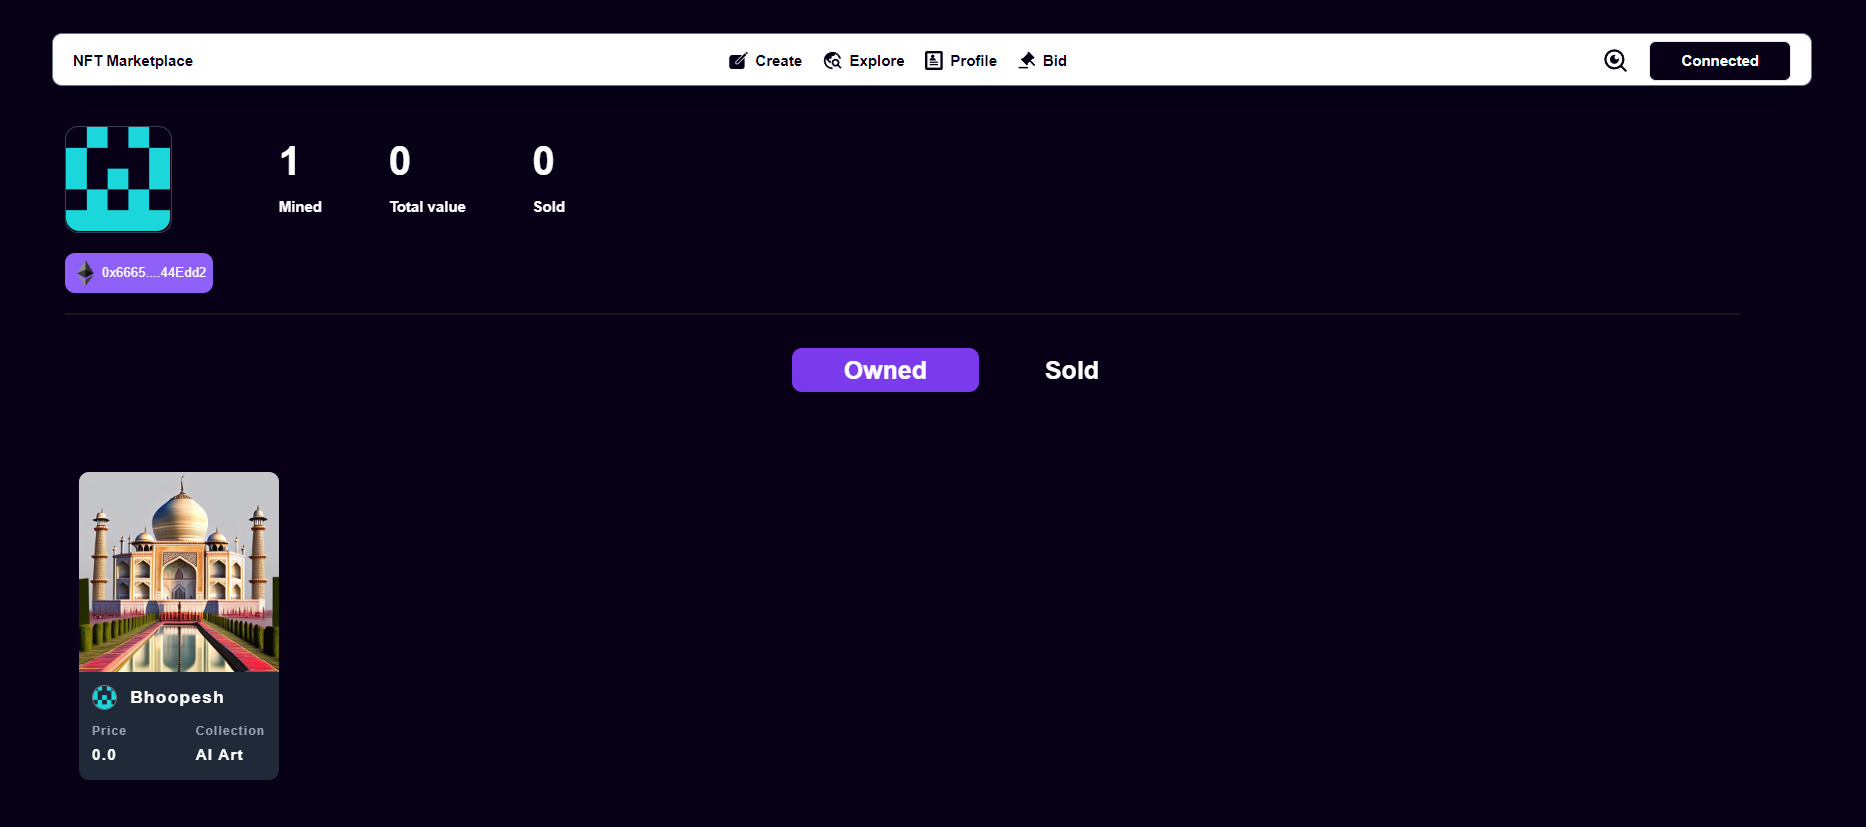 NFT Marketplace
Create
Explore
Profile
Bid
Connected
1
0
0
Mined
Total value
Sold
0x6665....44Edd2
Owned
Sold
Bhoopesh
Price
Collection
0.0
AI Art